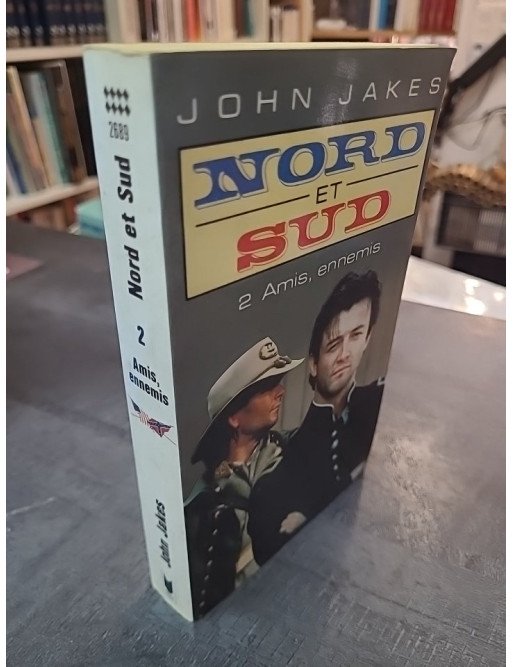 JOHN JAKES
NORD
ET
SUD
2 Amis, ennemis
2689
Nord et Sud
2
Amis,
ennemis
John Jakes